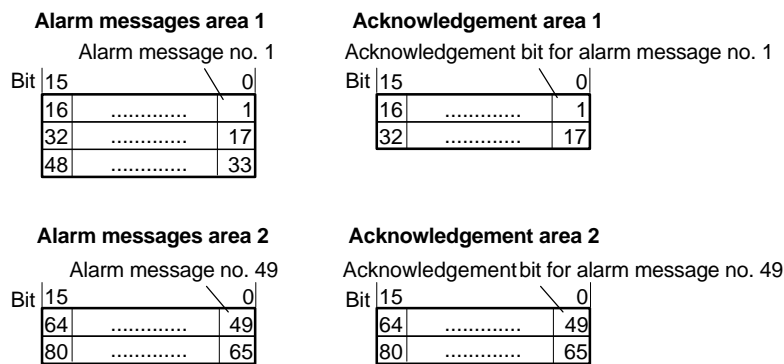 Alarm messages area 1
Alarm message no. 1
Bit 15 0
16 ............. 1
32 ............. 17
48 ............. 33
Acknowledgement area 1
Acknowledgement bit for alarm message no. 1
Bit 15 0
16 ............. 1
32 ............. 17
Alarm messages area 2
Alarm message no. 49
Bit 15 0
64 ............. 49
80 ............. 65
Acknowledgement area 2
Acknowledgement bit for alarm message no. 49
Bit 15 0
64 ............. 49
80 ............. 65